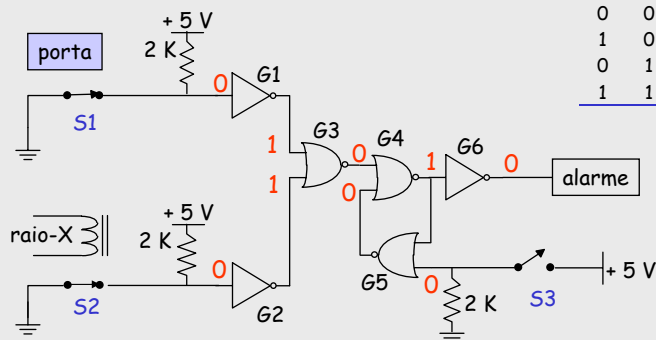 0 0
1 0
0 1
1 1
+ 5 V
2 K
porta
0
G1
S1
1
G3
0
G4
1
G6
0
alarme
1
0
+ 5 V
raio-X
2 K
0
G2
S2
G5
0
2 K
S3
+ 5 V